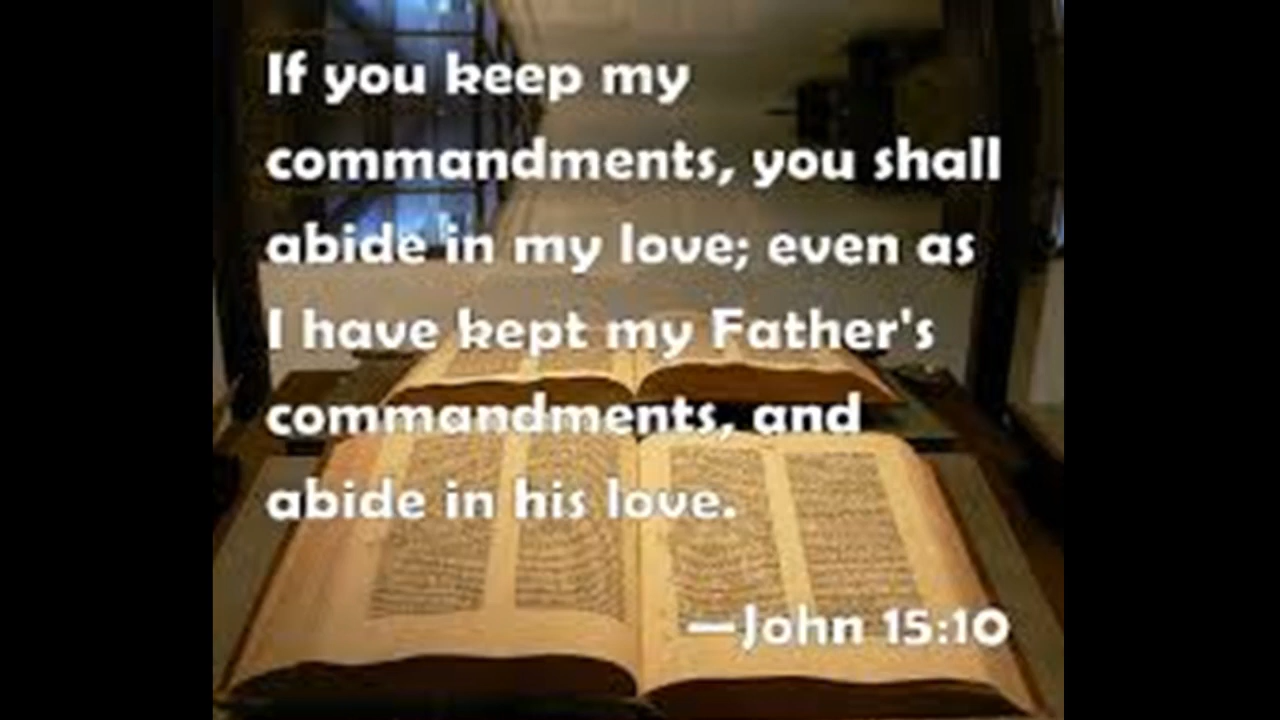 If you keep my
commandments, you shall
abide in my love; even as
I have kept my Father's
commandments, and
abide in his love.
—John 15:10